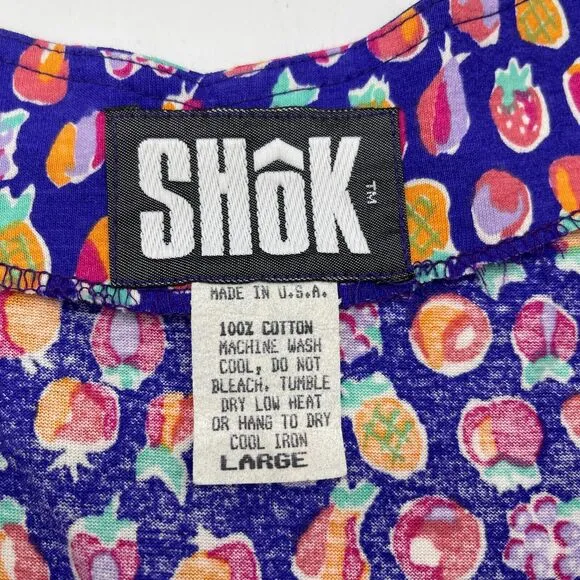 SHôK ™
MADE IN U.S.A.
100% COTTON
MACHINE WASH
COOL, DO NOT
BLEACH. TUMBLE
DRY LOW HEAT
OR HANG TO DRY
COOL IRON
LARGE